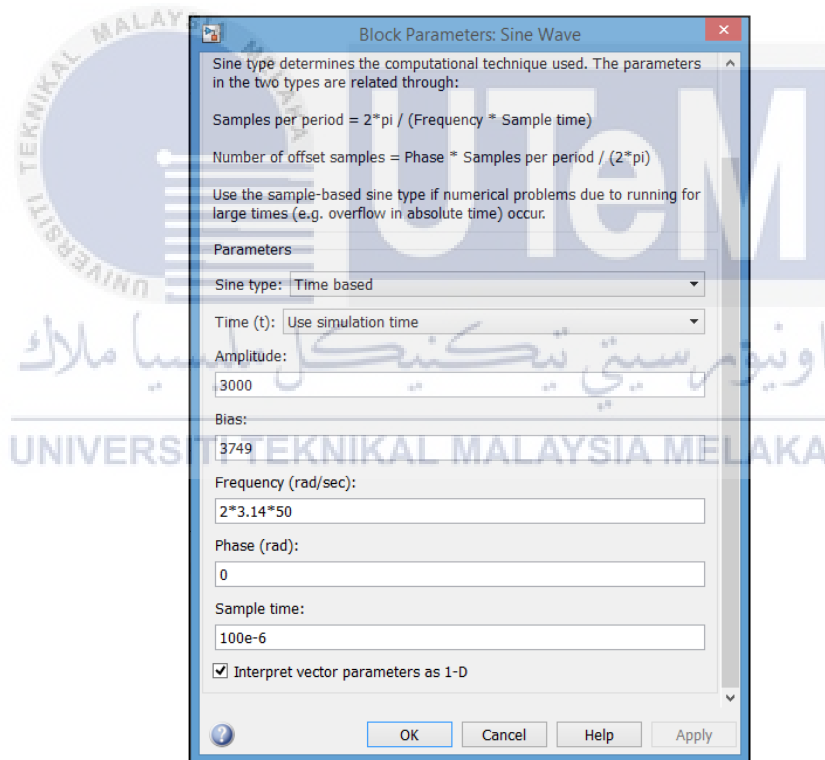 Block Parameters: Sine Wave
Sine type determines the computational technique used. The parameters
in the two types are related through:
Samples per period = 2*pi / (Frequency * Sample time)
Number of offset samples = Phase * Samples per period / (2*pi)
Use the sample-based sine type if numerical problems due to running for
large times (e.g. overflow in absolute time) occur.
Parameters
Sine type: Time based
Time (t): Use simulation time
Amplitude:
3000
Bias:
3749
Frequency (rad/sec):
2*3.14*50
Phase (rad):
0
Sample time:
100e-6
Interpret vector parameters as 1-D
OK Cancel Help Apply
UTeM
اونيۏرسيتي تيكنيكل مليسيا ملاك
UNIVERSITI TEKNIKAL MALAYSIA MELAKA